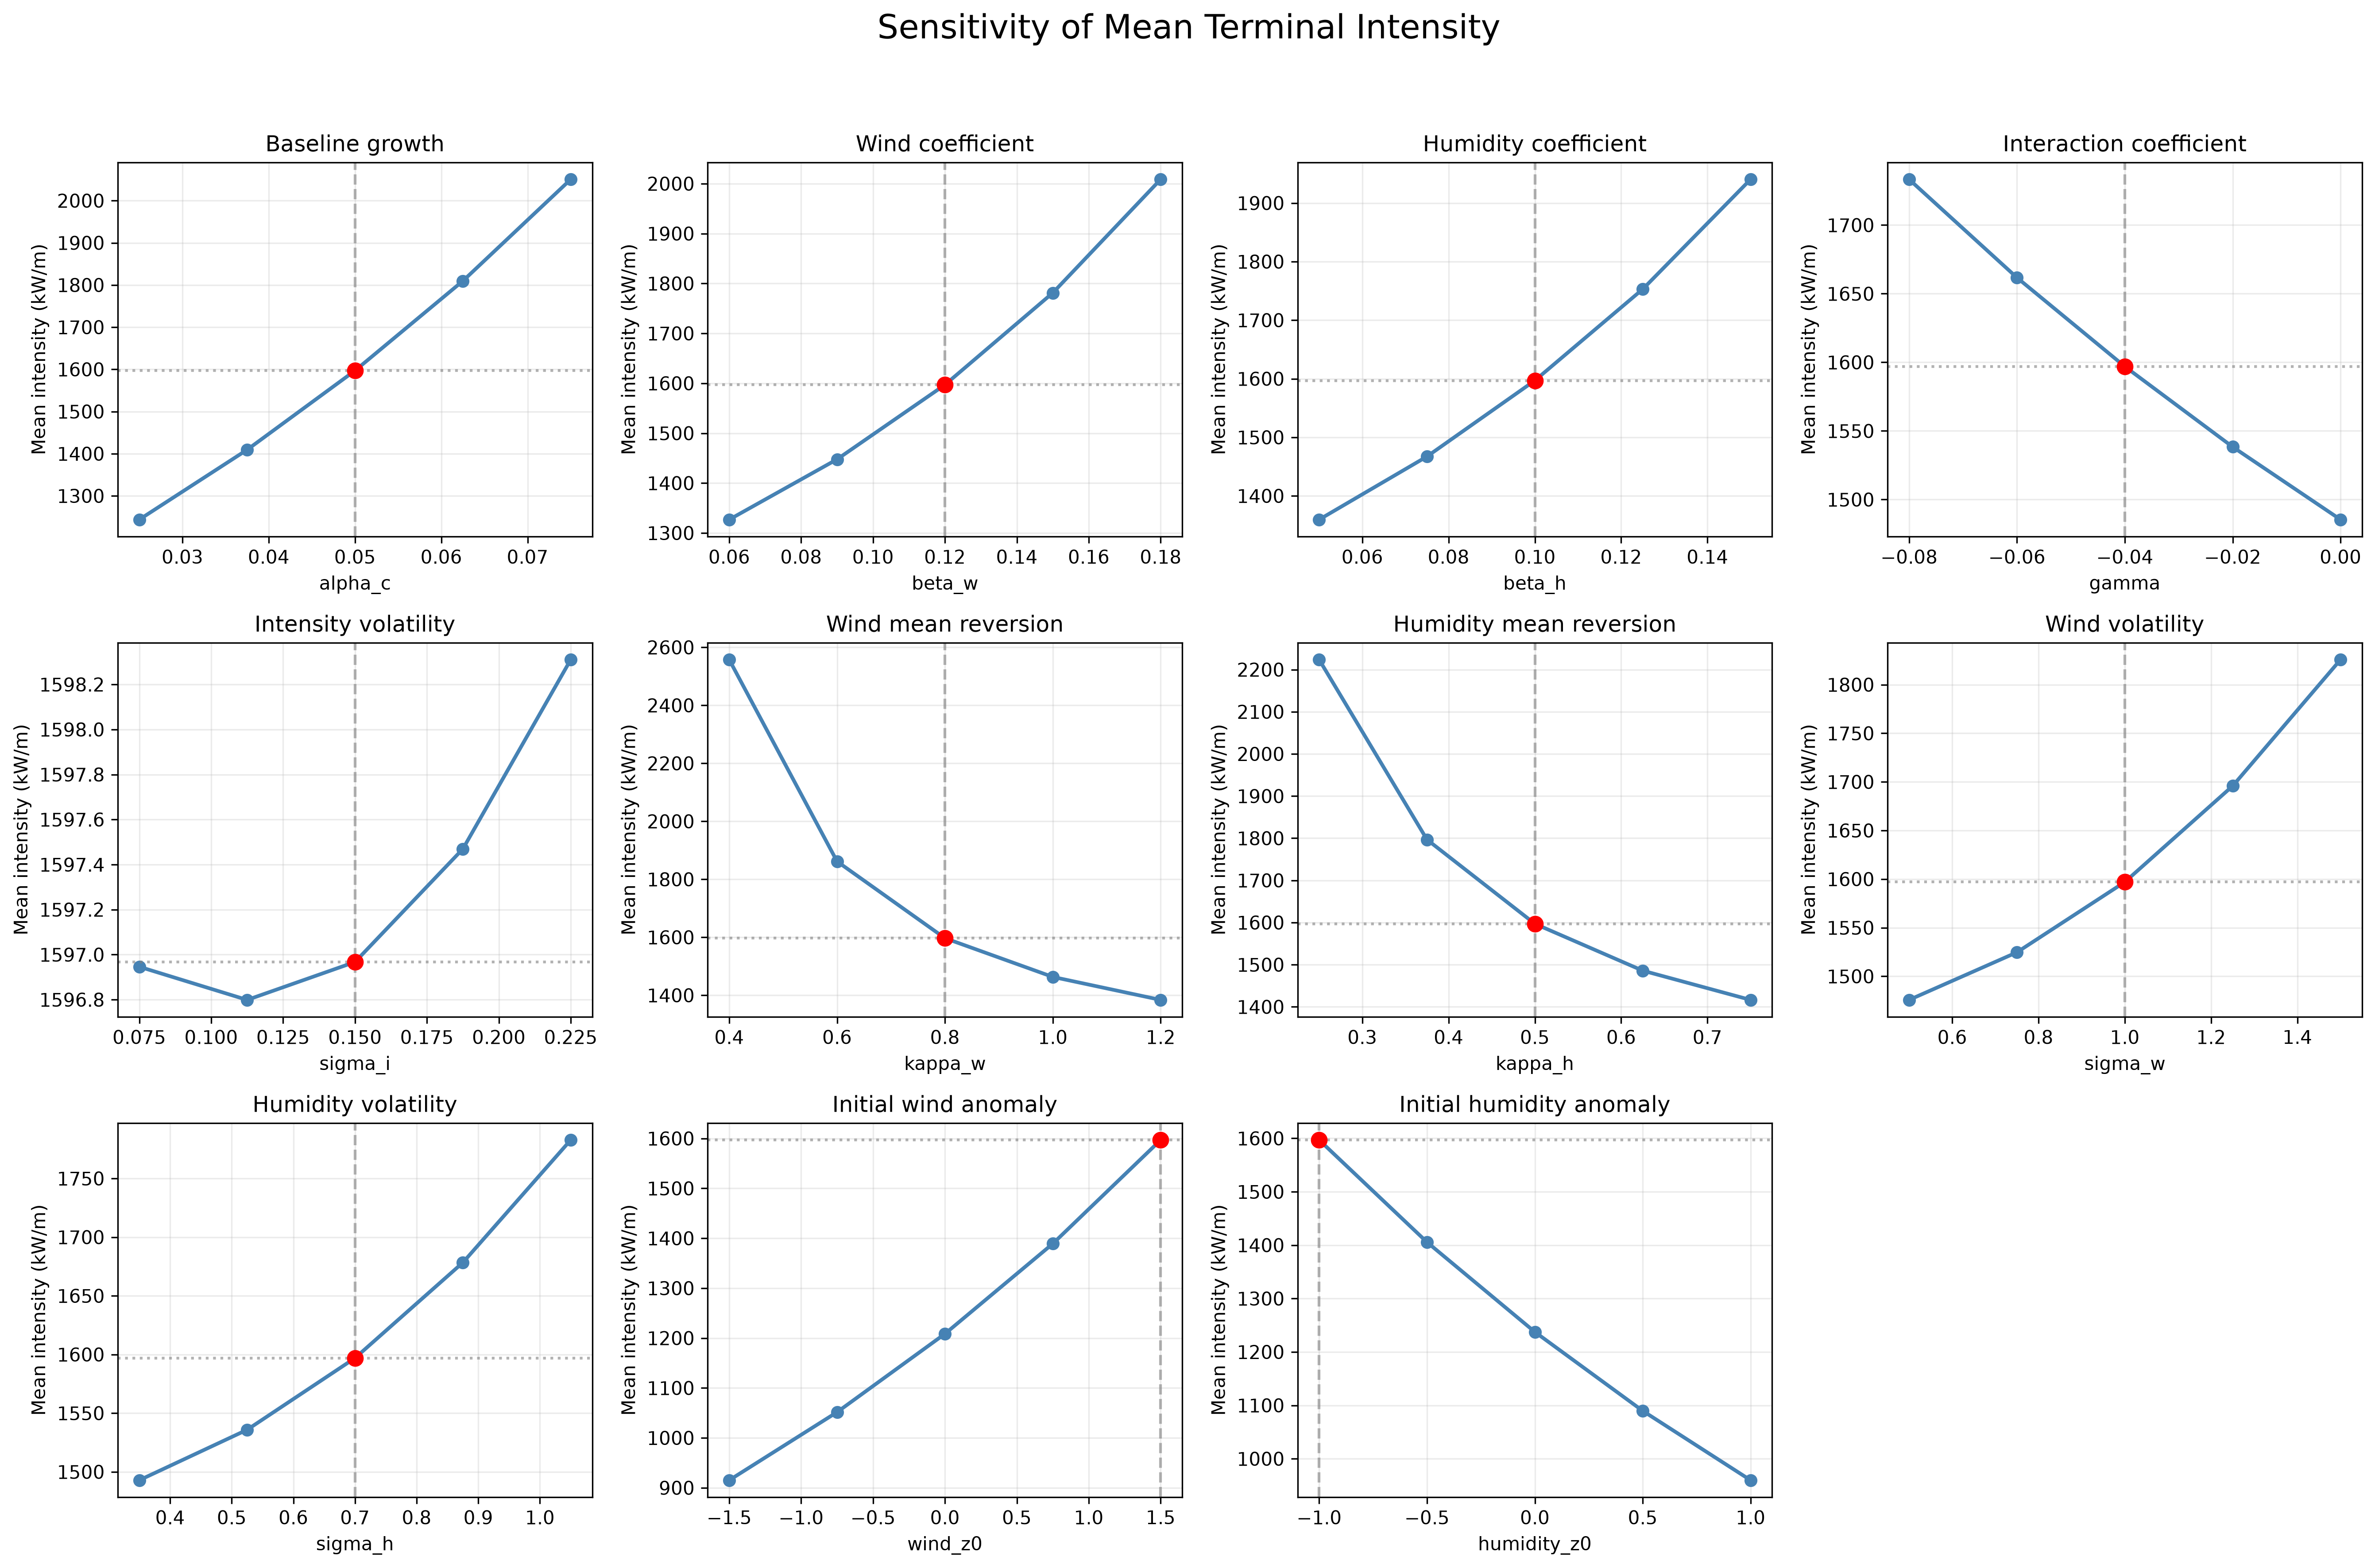 Sensitivity of Mean Terminal Intensity
Baseline growth
Mean intensity (kW/m)
2000
1900
1800
1700
1600
1500
1400
1300
0.03 0.04 0.05 0.06 0.07
alpha_c
Wind coefficient
Mean intensity (kW/m)
2000
1900
1800
1700
1600
1500
1400
1300
0.06 0.08 0.10 0.12 0.14 0.16 0.18
beta_w
Humidity coefficient
Mean intensity (kW/m)
1900
1800
1700
1600
1500
1400
0.06 0.08 0.10 0.12 0.14
beta_h
Interaction coefficient
Mean intensity (kW/m)
1700
1650
1600
1550
1500
−0.08 −0.06 −0.04 −0.02 0.00
gamma
Intensity volatility
Mean intensity (kW/m)
1598.2
1598.0
1597.8
1597.6
1597.4
1597.2
1597.0
1596.8
0.075 0.100 0.125 0.150 0.175 0.200 0.225
sigma_i
Wind mean reversion
Mean intensity (kW/m)
2600
2400
2200
2000
1800
1600
1400
0.4 0.6 0.8 1.0 1.2
kappa_w
Humidity mean reversion
Mean intensity (kW/m)
2200
2100
2000
1900
1800
1700
1600
1500
1400
0.3 0.4 0.5 0.6 0.7
kappa_h
Wind volatility
Mean intensity (kW/m)
1800
1750
1700
1650
1600
1550
1500
0.6 0.8 1.0 1.2 1.4
sigma_w
Humidity volatility
Mean intensity (kW/m)
1750
1700
1650
1600
1550
1500
0.4 0.5 0.6 0.7 0.8 0.9 1.0
sigma_h
Initial wind anomaly
Mean intensity (kW/m)
1600
1500
1400
1300
1200
1100
1000
900
−1.5 −1.0 −0.5 0.0 0.5 1.0 1.5
wind_z0
Initial humidity anomaly
Mean intensity (kW/m)
1600
1500
1400
1300
1200
1100
1000
−1.0 −0.5 0.0 0.5 1.0
humidity_z0